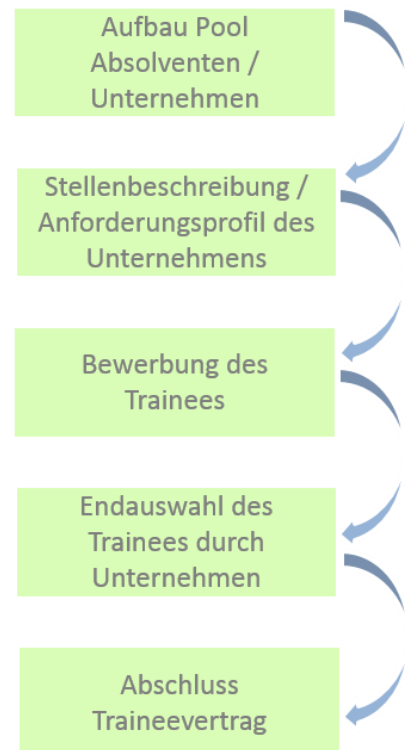 Aufbau Pool
Absolventen /
Unternehmen
Stellenbeschreibung /
Anforderungsprofil des
Unternehmens
Bewerbung des
Trainees
Endauswahl des
Trainees durch
Unternehmen
Abschluss
Traineevertrag